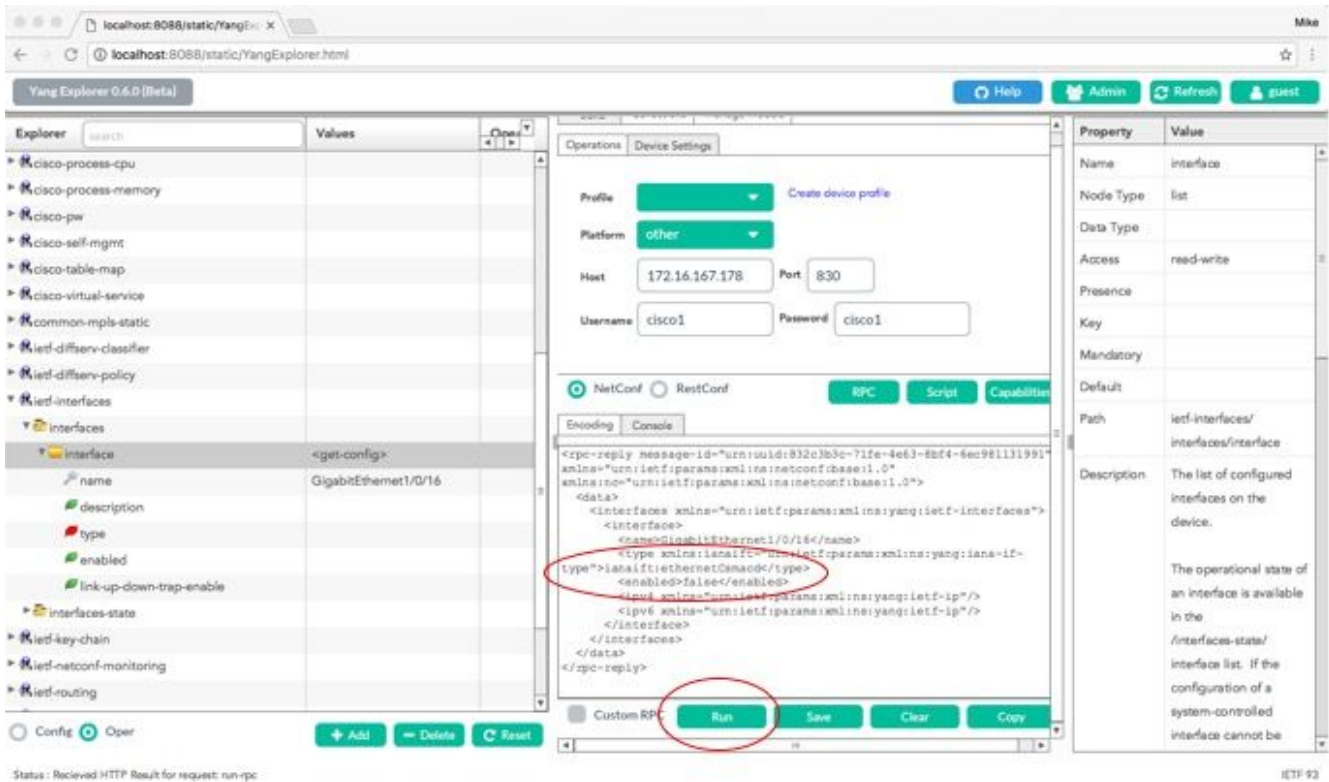 localhost:8088/static/YangEx
Mike
localhost:8088/static/YangExplorer.html
Yang Explorer 0.6.0 (Beta)
Help
Admin
Refresh
guest
Explorer
search
Values
Ope
cisco-process-cpu
cisco-process-memory
cisco-pw
cisco-self-mgmt
cisco-table-map
cisco-virtual-service
common-mpls-static
ietf-diffserv-classifier
ietf-diffserv-policy
ietf-interfaces
interfaces
interface <get-config>
name GigabitEthernet1/0/16
description
type
enabled
link-up-down-trap-enable
interfaces-state
ietf-key-chain
ietf-netconf-monitoring
ietf-routing
Config Oper
Add
Delete
Reset
Operations Device Settings
Profile Create device profile
Platform other
Host 172.16.167.178 Port 830
Username cisco1 Password cisco1
NetConf RestConf RPC Script Capabilities
Encoding Console
<rpc-reply message-id="urn:uuid:832c3b3c-71fe-4e63-8bf4-6ec981131991"
xmlns="urn:ietf:params:xml:ns:netconf:base:1.0"
xmlns:nc="urn:ietf:params:xml:ns:netconf:base:1.0">
<data>
<interfaces xmlns="urn:ietf:params:xml:ns:yang:ietf-interfaces">
<interface>
<name>GigabitEthernet1/0/16</name>
<type xmlns:ianaift="urn:ietf:params:xml:ns:yang:iana-if-
type">ianaift:ethernetCsmacd</type>
<enabled>false</enabled>
<ipv4 xmlns="urn:ietf:params:xml:ns:yang:ietf-ip"/>
<ipv6 xmlns="urn:ietf:params:xml:ns:yang:ietf-ip"/>
</interface>
</interfaces>
</data>
</rpc-reply>
Custom RPC Run Save Clear Copy
Property Value
Name interface
Node Type list
Data Type
Access read-write
Presence
Key
Mandatory
Default
Path ietf-interfaces/
interfaces/interface
Description The list of configured
interfaces on the
device.
The operational state of
an interface is available
in the
/interfaces-state/
interface list. If the
configuration of a
system-controlled
interface cannot be
Status : Recieved HTTP Result for request: run-rpc
IETF 93